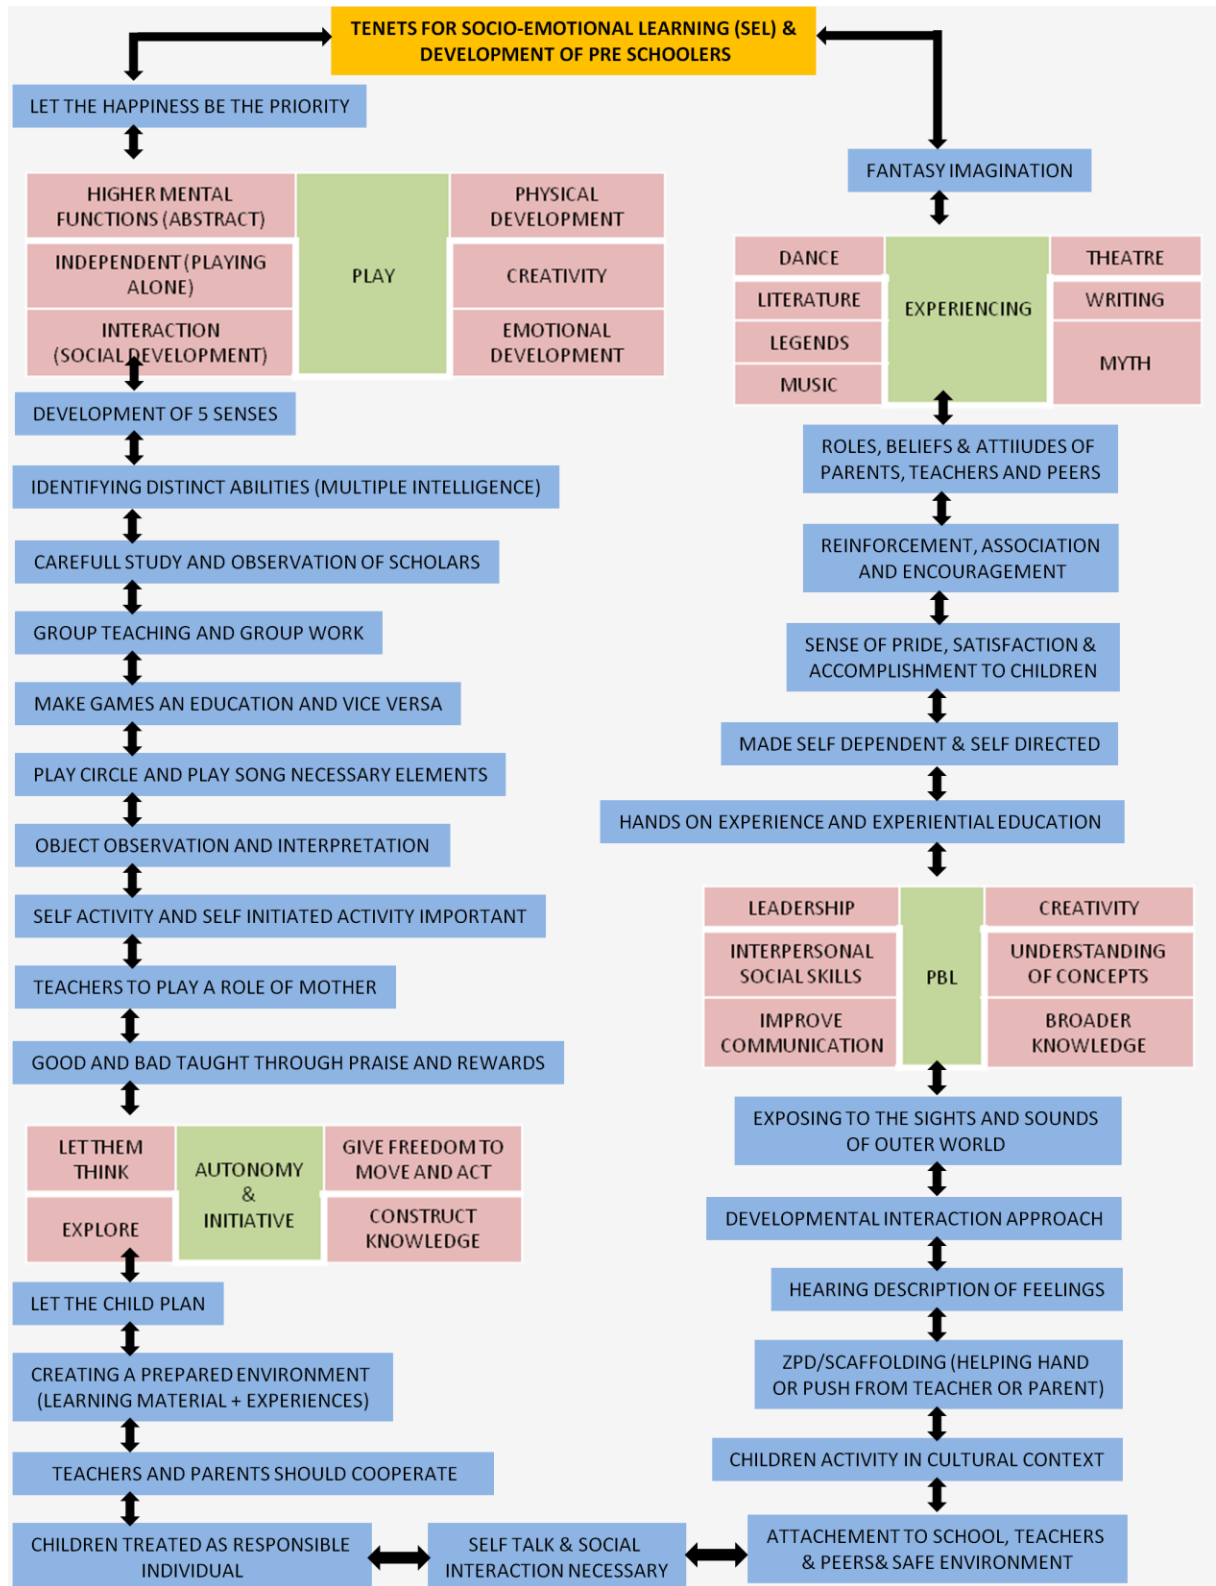 TENETS FOR SOCIO-EMOTIONAL LEARNING (SEL) &
DEVELOPMENT OF PRE SCHOOLERS
LET THE HAPPINESS BE THE PRIORITY
HIGHER MENTAL
FUNCTIONS (ABSTRACT)
INDEPENDENT (PLAYING
ALONE)
INTERACTION
(SOCIAL DEVELOPMENT)
PLAY
PHYSICAL
DEVELOPMENT
CREATIVITY
EMOTIONAL
DEVELOPMENT
DEVELOPMENT OF 5 SENSES
IDENTIFYING DISTINCT ABILITIES (MULTIPLE INTELLIGENCE)
CAREFULL STUDY AND OBSERVATION OF SCHOLARS
GROUP TEACHING AND GROUP WORK
MAKE GAMES AN EDUCATION AND VICE VERSA
PLAY CIRCLE AND PLAY SONG NECESSARY ELEMENTS
OBJECT OBSERVATION AND INTERPRETATION
SELF ACTIVITY AND SELF INITIATED ACTIVITY IMPORTANT
TEACHERS TO PLAY A ROLE OF MOTHER
GOOD AND BAD TAUGHT THROUGH PRAISE AND REWARDS
LET THEM
THINK
EXPLORE
AUTONOMY
&
INITIATIVE
GIVE FREEDOM TO
MOVE AND ACT
CONSTRUCT
KNOWLEDGE
LET THE CHILD PLAN
CREATING A PREPARED ENVIRONMENT
(LEARNING MATERIAL + EXPERIENCES)
TEACHERS AND PARENTS SHOULD COOPERATE
CHILDREN TREATED AS RESPONSIBLE
INDIVIDUAL
SELF TALK & SOCIAL
INTERACTION NECESSARY
FANTASY IMAGINATION
DANCE
LITERATURE
LEGENDS
MUSIC
EXPERIENCING
THEATRE
WRITING
MYTH
ROLES, BELIEFS & ATTIIUDES OF
PARENTS, TEACHERS AND PEERS
REINFORCEMENT, ASSOCIATION
AND ENCOURAGEMENT
SENSE OF PRIDE, SATISFACTION &
ACCOMPLISHMENT TO CHILDREN
MADE SELF DEPENDENT & SELF DIRECTED
HANDS ON EXPERIENCE AND EXPERIENTIAL EDUCATION
LEADERSHIP
INTERPERSONAL
SOCIAL SKILLS
IMPROVE
COMMUNICATION
PBL
CREATIVITY
UNDERSTANDING
OF CONCEPTS
BROADER
KNOWLEDGE
EXPOSING TO THE SIGHTS AND SOUNDS
OF OUTER WORLD
DEVELOPMENTAL INTERACTION APPROACH
HEARING DESCRIPTION OF FEELINGS
ZPD/SCAFFOLDING (HELPING HAND
OR PUSH FROM TEACHER OR PARENT)
CHILDREN ACTIVITY IN CULTURAL CONTEXT
ATTACHEMENT TO SCHOOL, TEACHERS
& PEERS& SAFE ENVIRONMENT